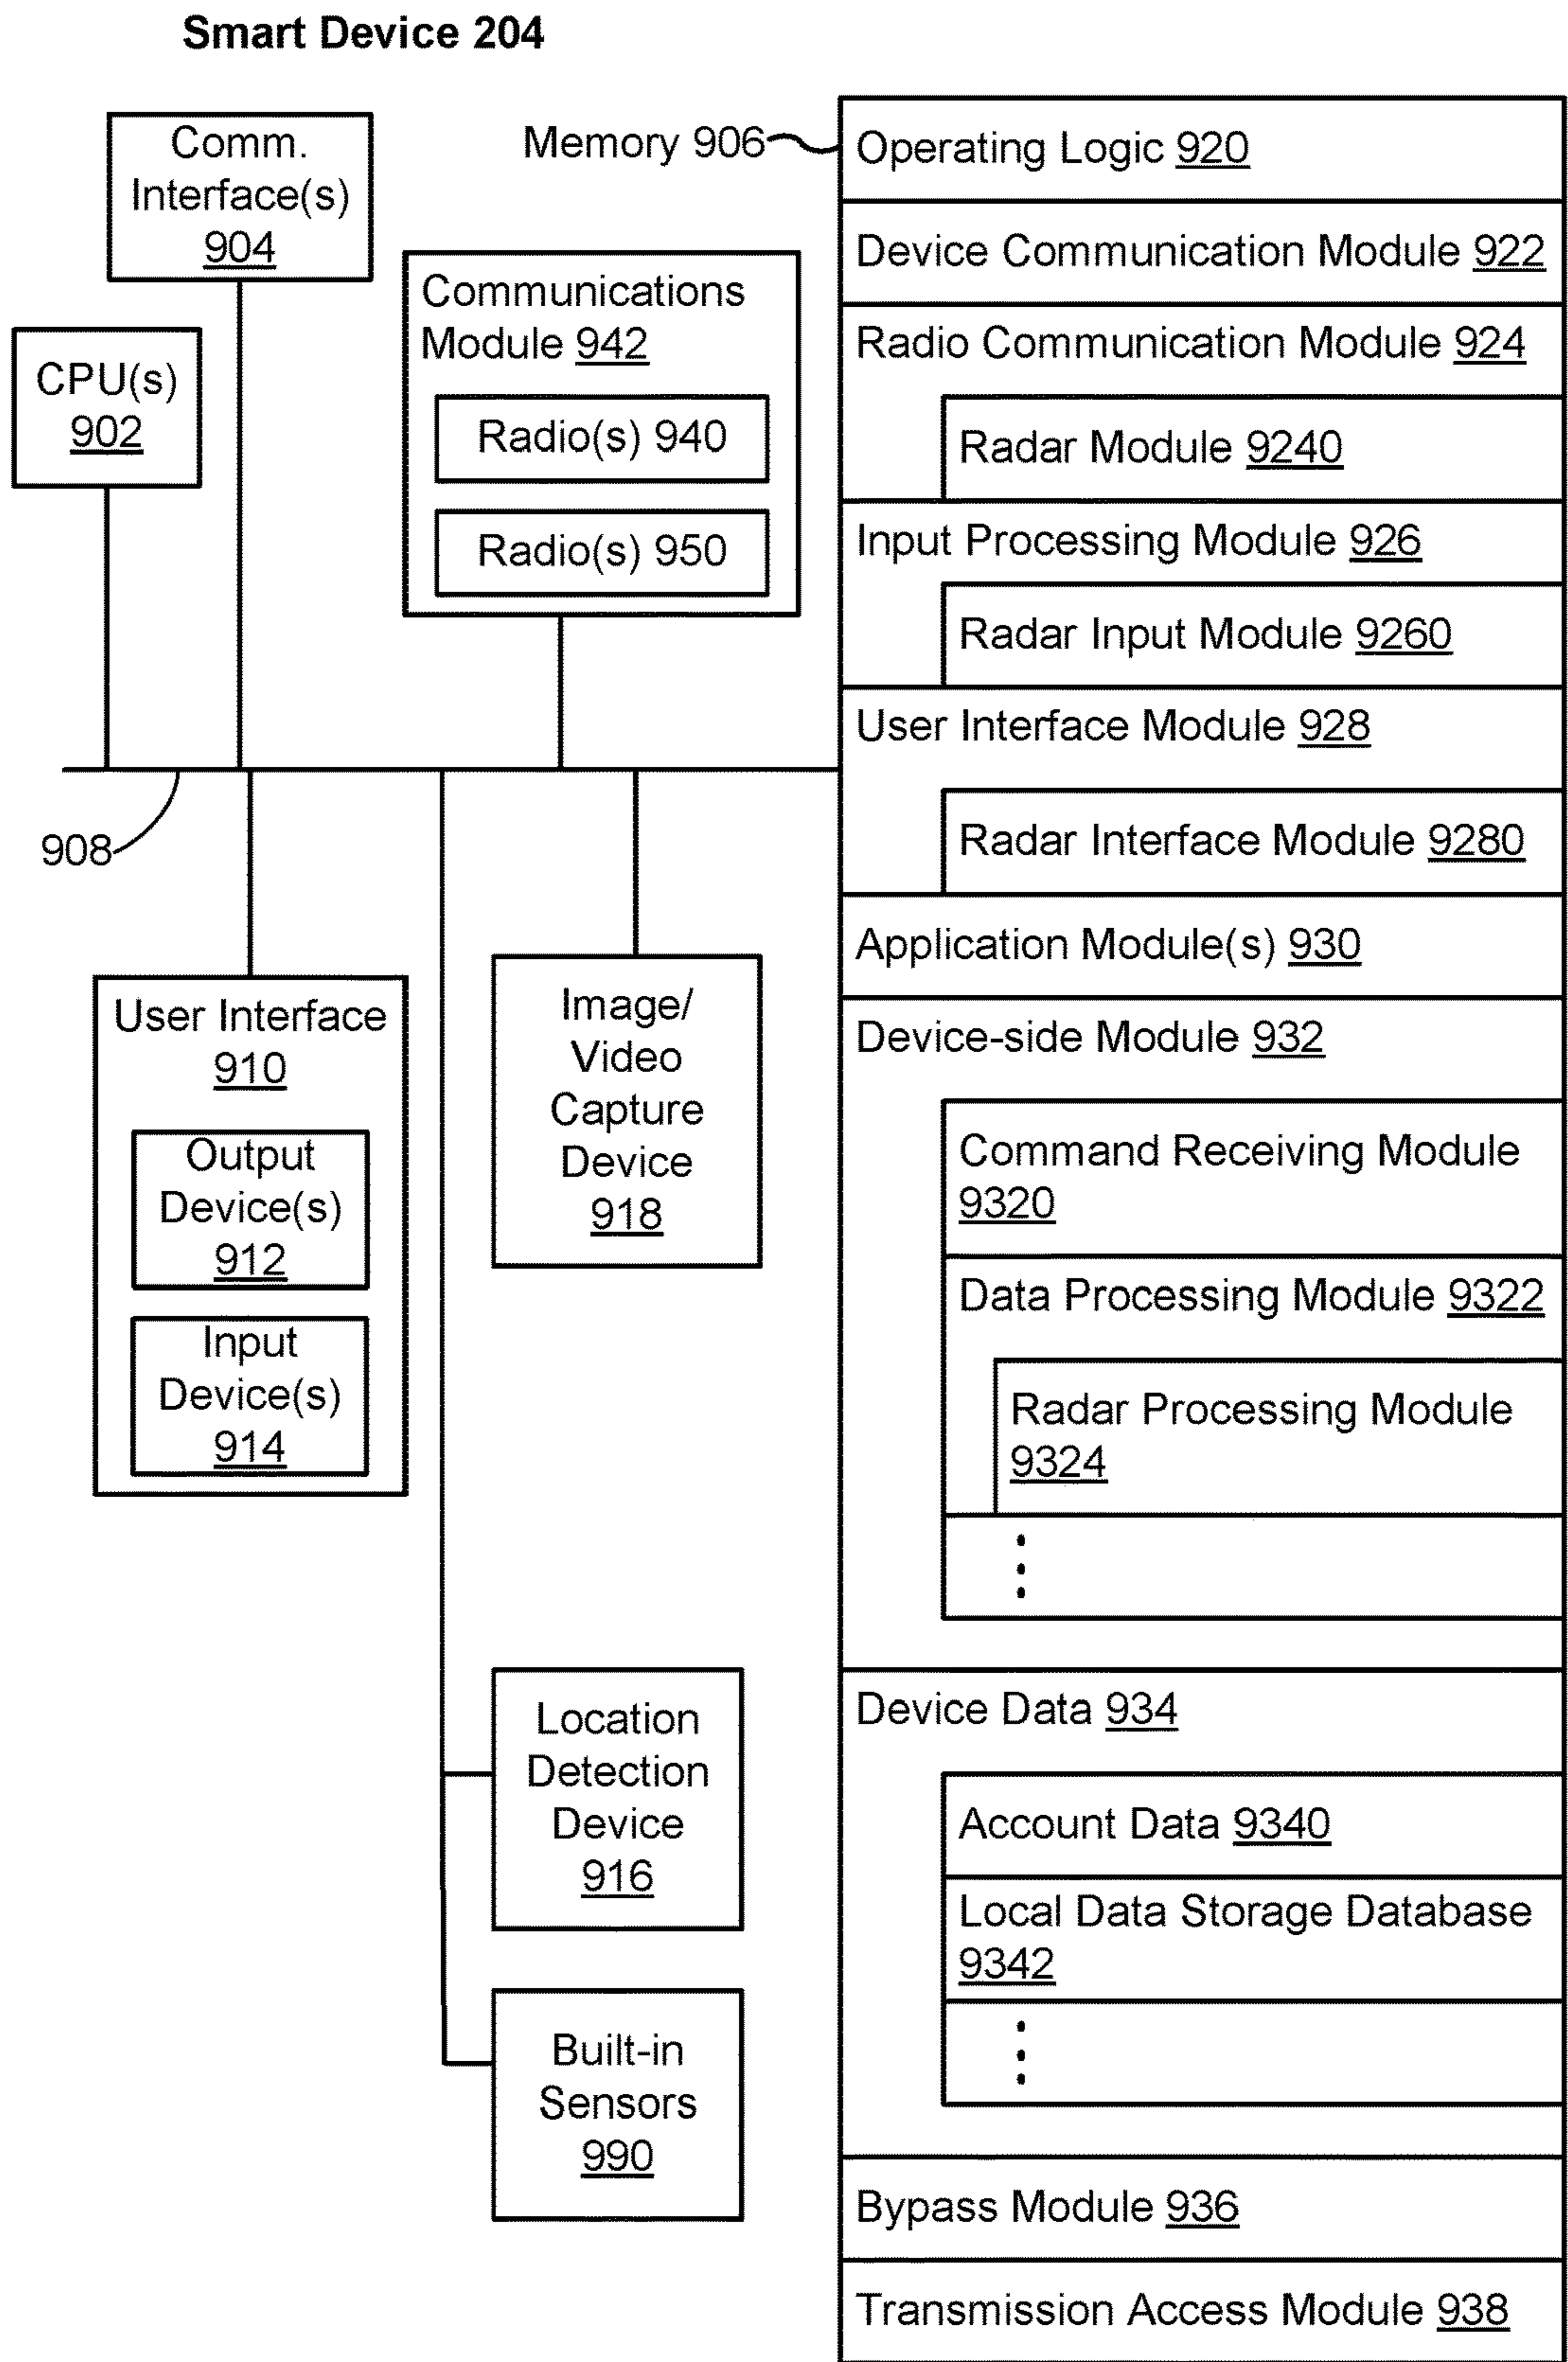 Smart Device 204
Comm.
Interface(s)
904
CPU(s)
902
Communications
Module 942
Radio(s) 940
Radio(s) 950
908
User Interface
910
Output
Device(s)
912
Input
Device(s)
914
Image/
Video
Capture
Device
918
Location
Detection
Device
916
Built-in
Sensors
990
Memory 906
Operating Logic 920
Device Communication Module 922
Radio Communication Module 924
Radar Module 9240
Input Processing Module 926
Radar Input Module 9260
User Interface Module 928
Radar Interface Module 9280
Application Module(s) 930
Device-side Module 932
Command Receiving Module
9320
Data Processing Module 9322
Radar Processing Module
9324
Device Data 934
Account Data 9340
Local Data Storage Database
9342
Bypass Module 936
Transmission Access Module 938